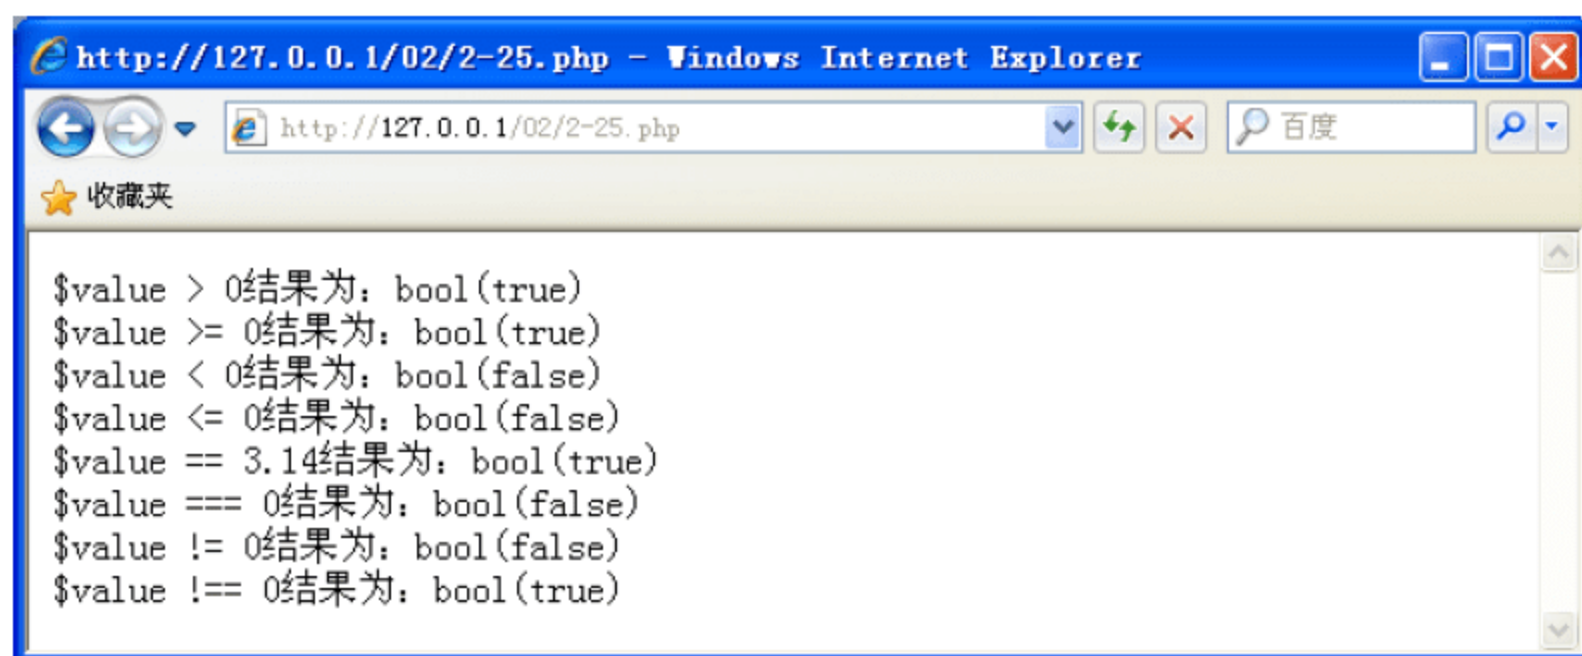 http://127.0.0.1/02/2-25.php - Windows Internet Explorer
http://127.0.0.1/02/2-25.php 百度
收藏夹
$value > 0结果为：bool(true)
$value >= 0结果为：bool(true)
$value < 0结果为：bool(false)
$value <= 0结果为：bool(false)
$value == 3.14结果为：bool(true)
$value === 0结果为：bool(false)
$value != 0结果为：bool(false)
$value !== 0结果为：bool(true)